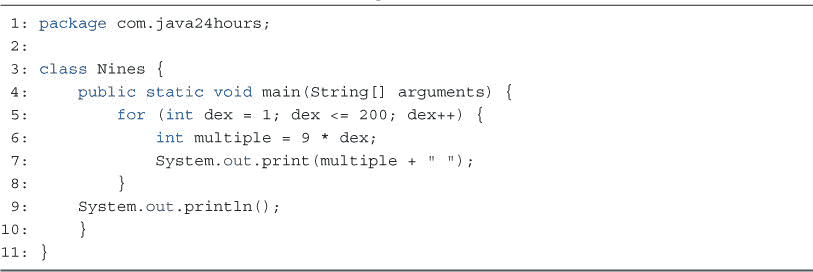 1: package com.java24hours;
2:
3: class Nines {
4:     public static void main(String[] arguments) {
5:         for (int dex = 1; dex <= 200; dex++) {
6:             int multiple = 9 * dex;
7:             System.out.print(multiple + " ");
8:         }
9:     System.out.println();
10:     }
11: }